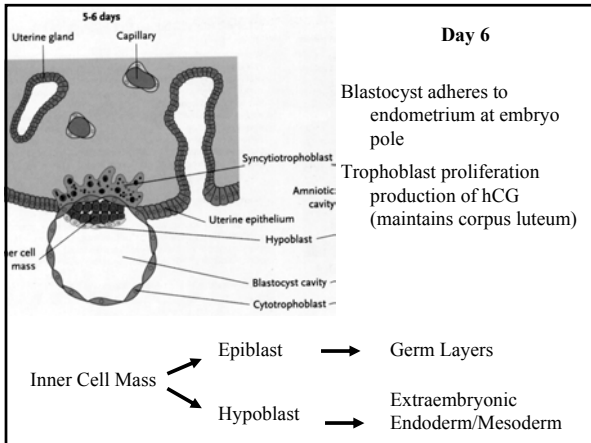 5-6 days
Uterine gland
Capillary
Syncytiotrophoblast
Amniotic
cavity
Uterine epithelium
Hypoblast
er cell
mass
Blastocyst cavity
Cytotrophoblast
Day 6
Blastocyst adheres to
endometrium at embryo
pole
Trophoblast proliferation
production of hCG
(maintains corpus luteum)
Inner Cell Mass
Epiblast
Germ Layers
Hypoblast
Extraembryonic
Endoderm/Mesoderm